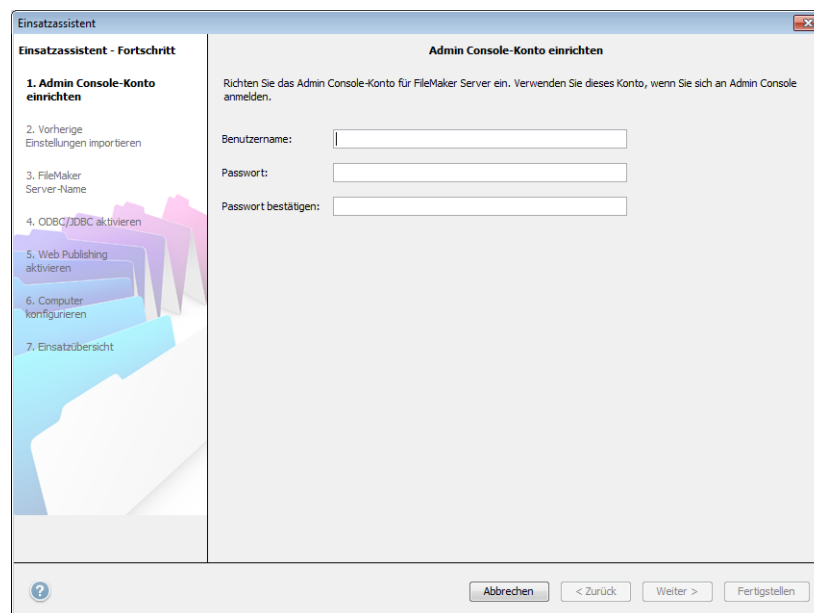 Einsatzassistent
Einsatzassistent - Fortschritt
1. Admin Console-Konto
einrichten
2. Vorherige
Einstellungen importieren
3. FileMaker
Server-Name
4. ODBC/JDBC aktivieren
5. Web Publishing
aktivieren
6. Computer
konfigurieren
7. Einsatzübersicht
Admin Console-Konto einrichten
Richten Sie das Admin Console-Konto für FileMaker Server ein. Verwenden Sie dieses Konto, wenn Sie sich an Admin Console
anmelden.
Benutzername:
Passwort:
Passwort bestätigen:
?
Abbrechen
< Zurück
Weiter >
Fertigstellen